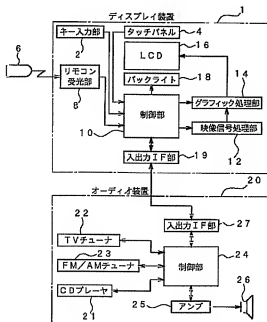 ディスプレイ装置
1
6
キー入力部
2
タッチパネル
4
LCD
16
リモコン
受光部
8
バックライト
18
14
制御部
10
グラフィック処理部
映像信号処理部
12
入出力IF部
19
オーディオ装置
20
22
TVチューナ
入出力IF部
27
23
FM/AMチューナ
制御部
24
26
CDプレーヤ
21
25
アンプ